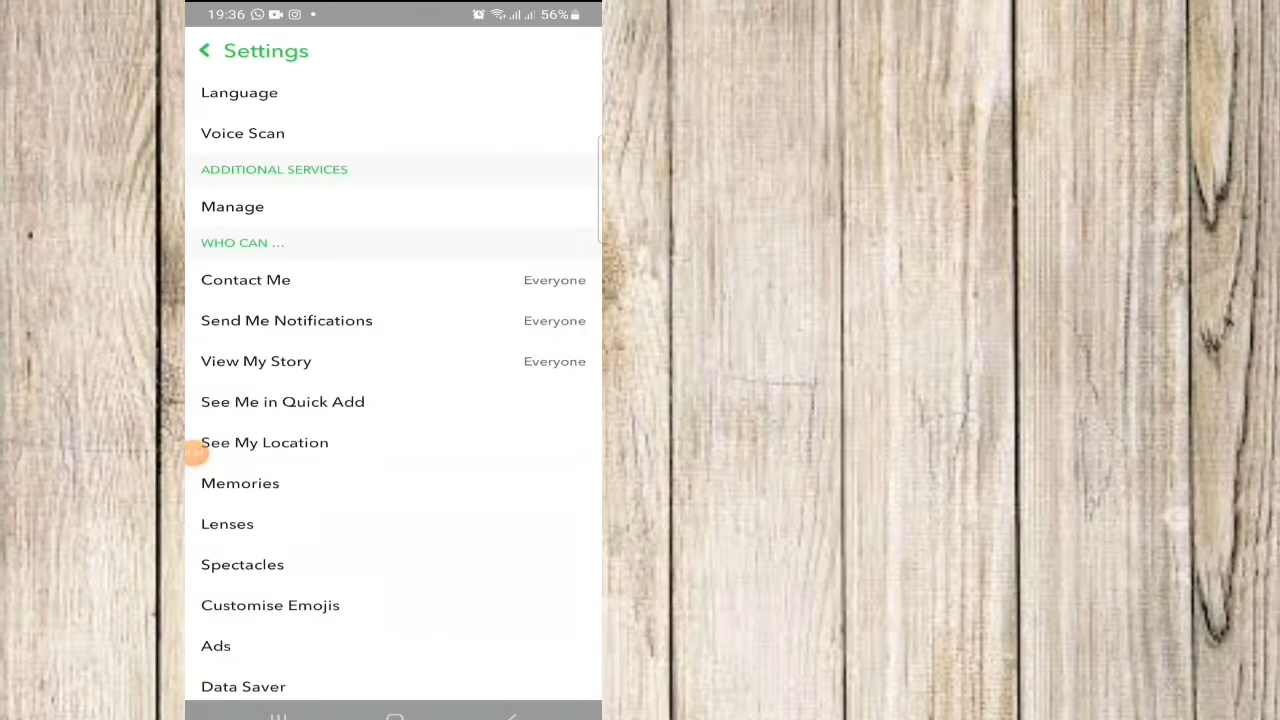 19:36 56%
Settings
Language
Voice Scan
ADDITIONAL SERVICES
Manage
WHO CAN ...
Contact Me Everyone
Send Me Notifications Everyone
View My Story Everyone
See Me in Quick Add
See My Location
Memories
Lenses
Spectacles
Customise Emojis
Ads
Data Saver